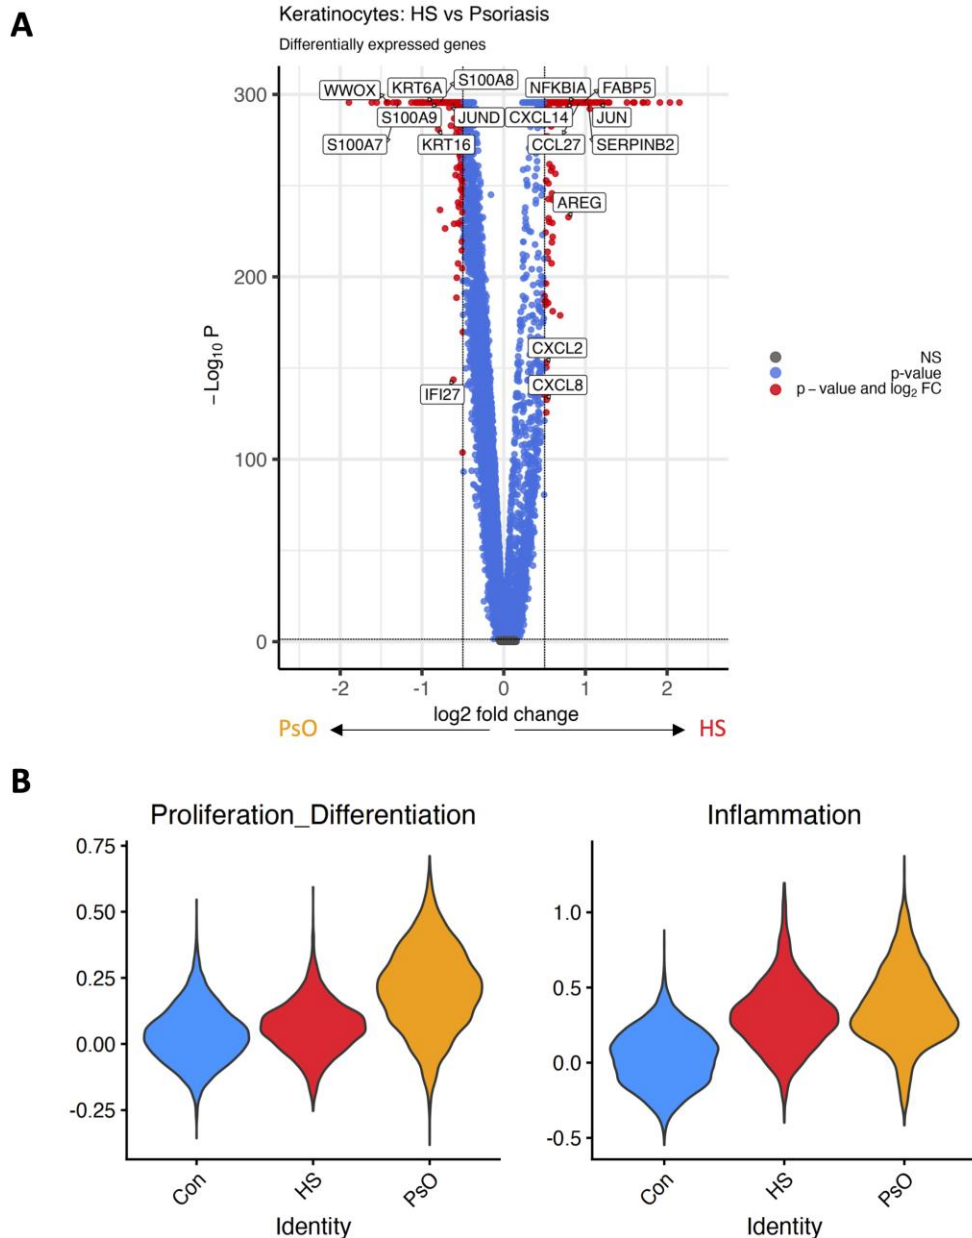 A
Keratinocytes: HS vs Psoriasis
Differentially expressed genes
S100A8
WWOX KRT6A NFKBIA FABP5
S100A9 JUND CXCL14 JUN
S100A7 KRT16 CCL27 SERPINB2
AREG
CXCL2
CXCL8
IFI27
300
200
100
0
-Log10 P
NS
p-value
p - value and log2 FC
-2 -1 0 1 2
log2 fold change
PsO HS
B
Proliferation_Differentiation
0.75
0.50
0.25
0.00
-0.25
Con HS PsO
Identity
Inflammation
1.0
0.5
0.0
-0.5
Con HS PsO
Identity